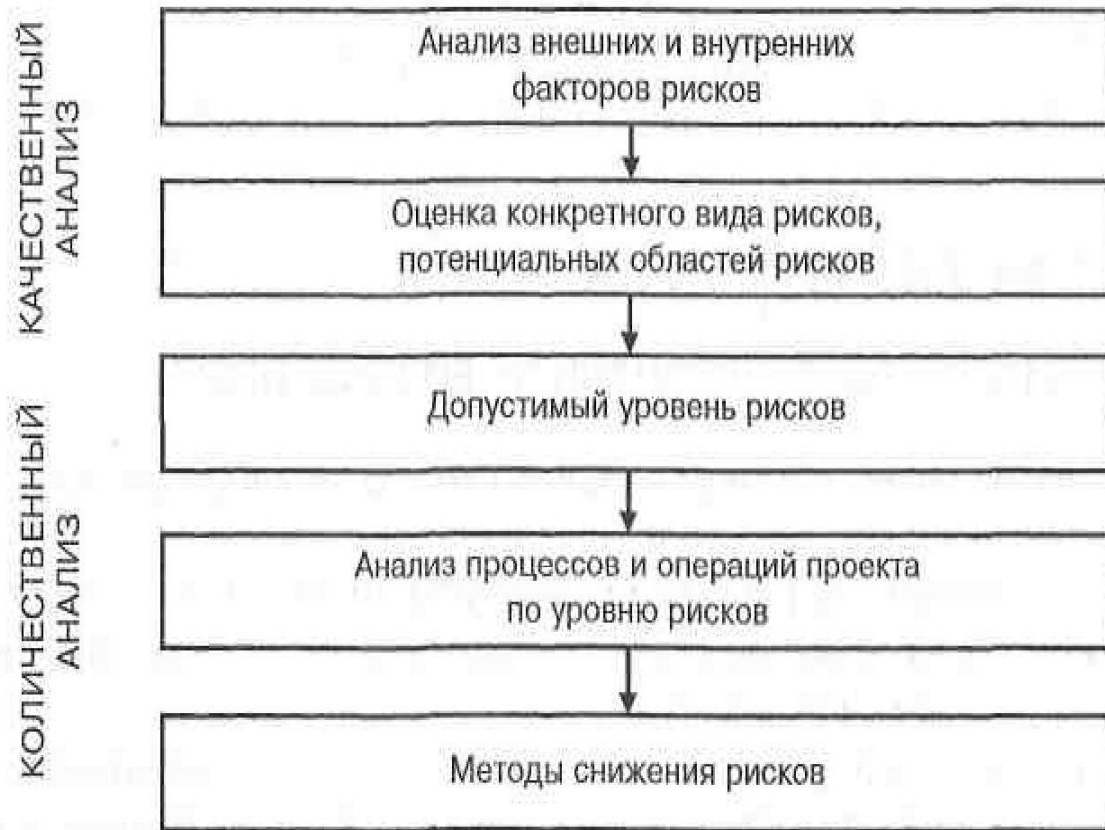 КАЧЕСТВЕННЫЙ
АНАЛИЗ
Анализ внешних и внутренних
факторов рисков
Оценка конкретного вида рисков,
потенциальных областей рисков
КОЛИЧЕСТВЕННЫЙ
АНАЛИЗ
Допустимый уровень рисков
Анализ процессов и операций проекта
по уровню рисков
Методы снижения рисков